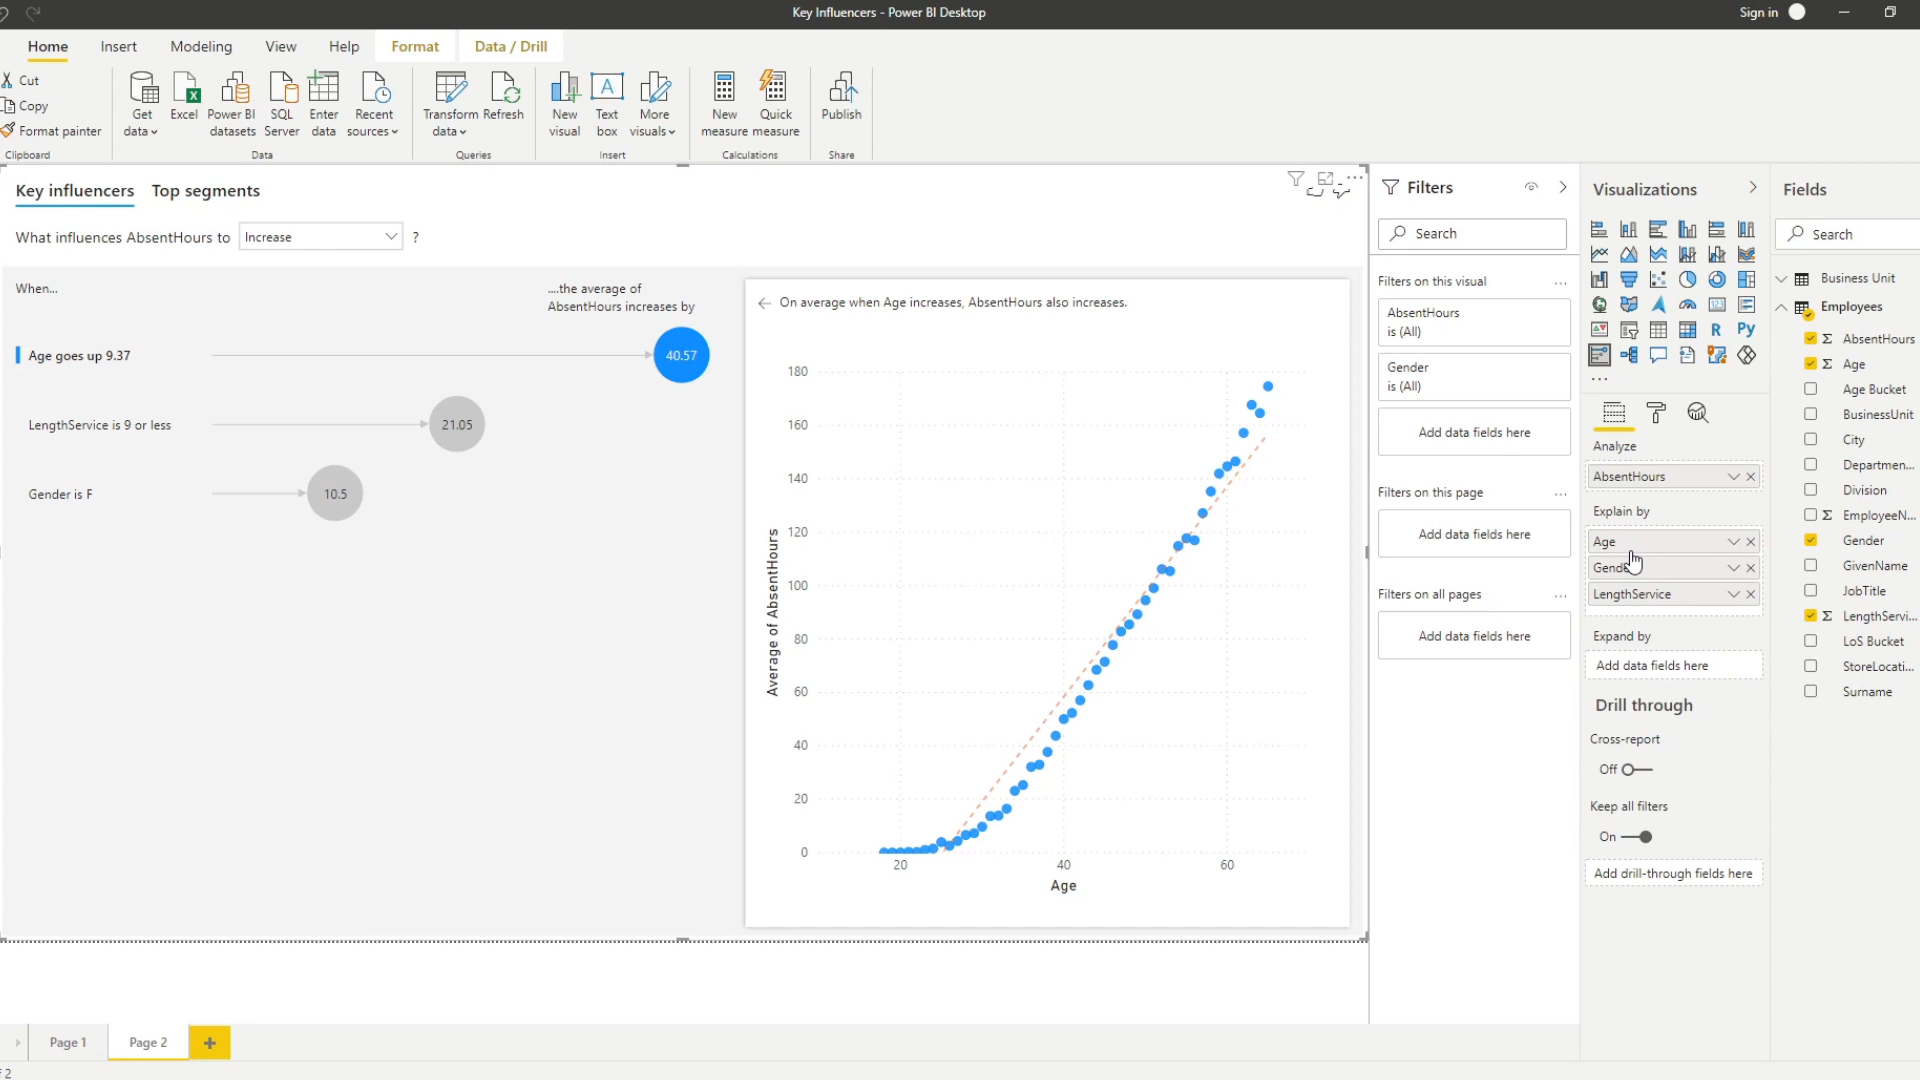 Key Influencers - Power BI Desktop
Sign in
Home Insert Modeling View Help Format Data / Drill
Cut
Copy
Format painter
Clipboard
Get data
Excel
Power BI datasets
SQL Server
Enter data
Recent sources
Data
Transform data
Refresh
Queries
New visual
Text box
More visuals
Insert
New measure
Quick measure
Calculations
Publish
Share
Key influencers Top segments
What influences AbsentHours to Increase ?
When...
....the average of
AbsentHours increases by
Age goes up 9.37 40.57
LengthService is 9 or less 21.05
Gender is F 10.5
On average when Age increases, AbsentHours also increases.
180
160
140
120
100
80
60
40
20
0
20 40 60
Average of AbsentHours
Age
Filters
Search
Filters on this visual ...
AbsentHours
is (All)
Gender
is (All)
Add data fields here
Filters on this page ...
Add data fields here
Filters on all pages ...
Add data fields here
Visualizations
R Py
...
Analyze
AbsentHours
Explain by
Age
Gende
LengthService
Expand by
Add data fields here
Drill through
Cross-report
Off
Keep all filters
On
Add drill-through fields here
Fields
Search
Business Unit
Employees
Σ AbsentHours
Σ Age
Age Bucket
BusinessUnit
City
Departmen...
Division
Σ EmployeeN...
Gender
GivenName
JobTitle
Σ LengthServi...
LoS Bucket
StoreLocati...
Surname
Page 1 Page 2 +
2